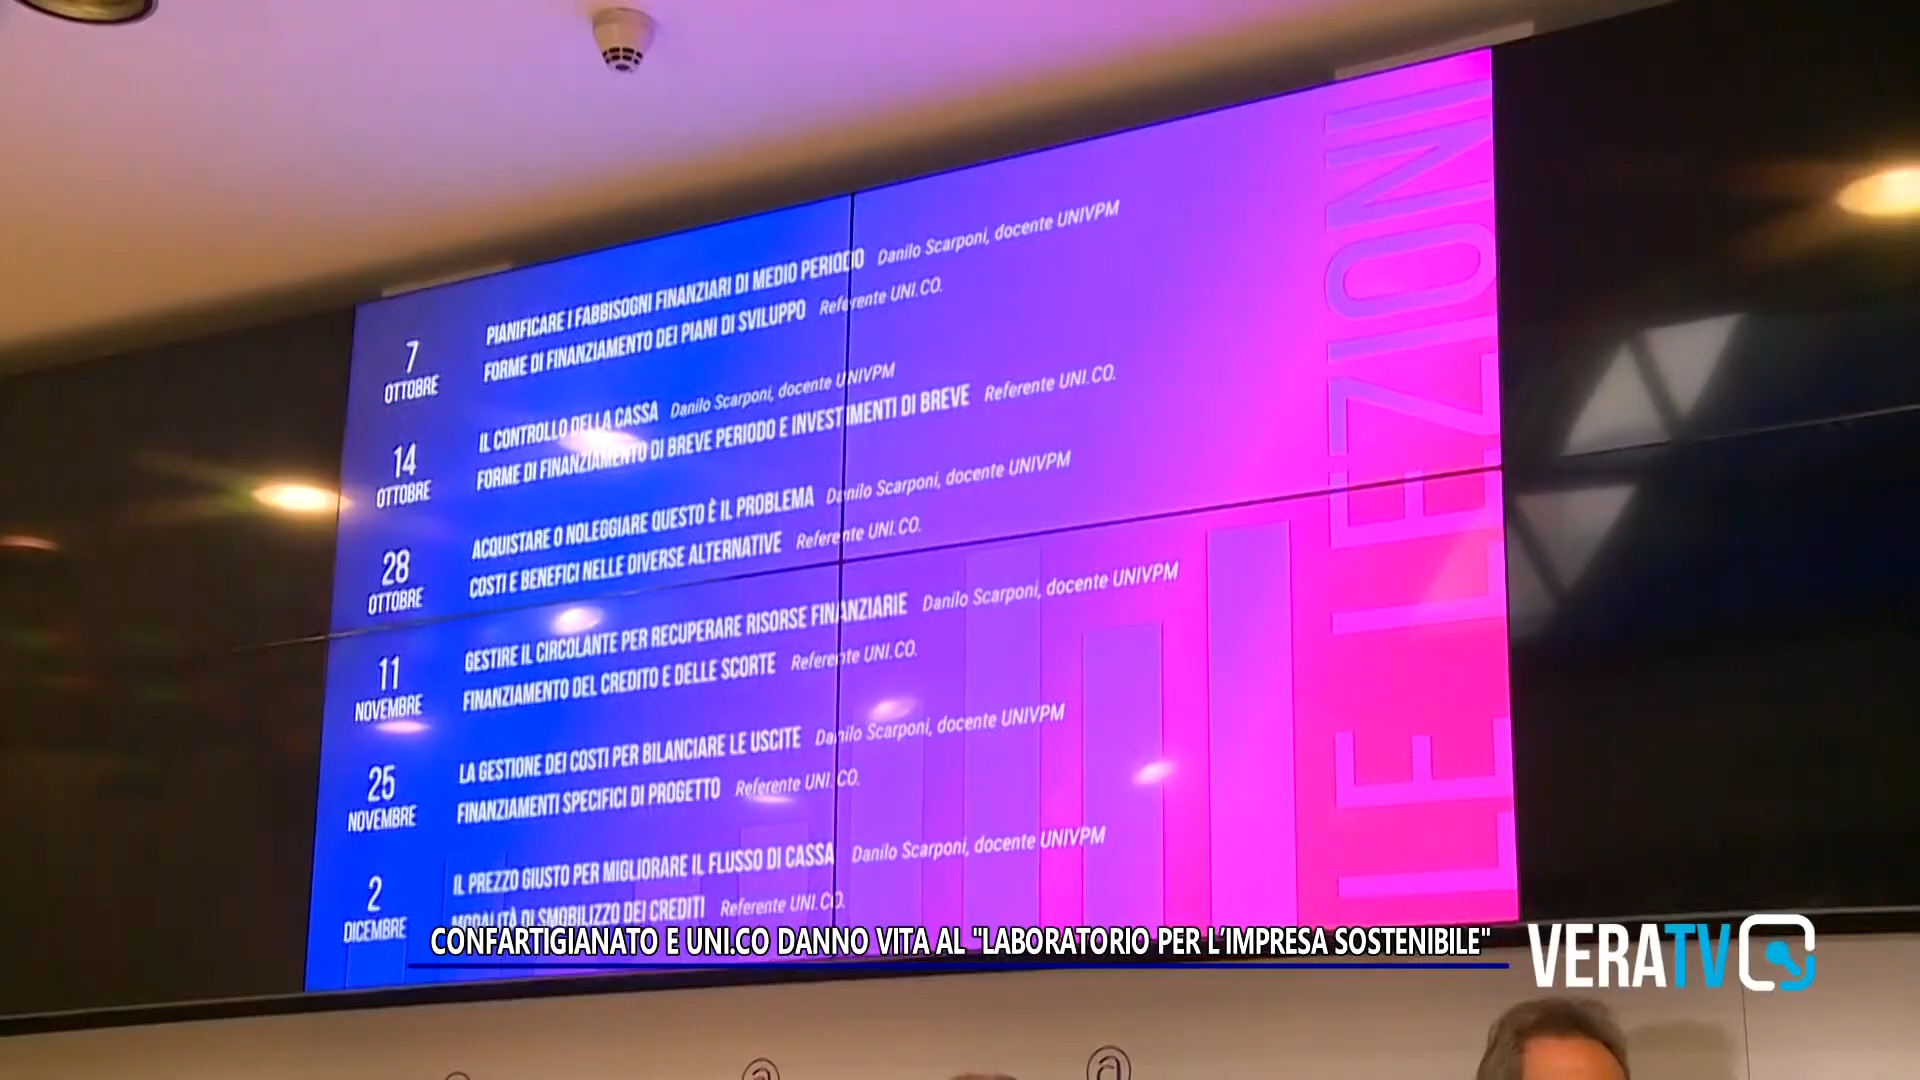 7
OTTOBRE
PIANIFICARE I FABBISOGNI FINANZIARI DI MEDIO PERIODO Danilo Scarponi, docente UNIVPM
FORME DI FINANZIAMENTO DEI PIANI DI SVILUPPO Referente UNI.CO.
14
OTTOBRE
IL CONTROLLO DELLA CASSA Danilo Scarponi, docente UNIVPM
FORME DI FINANZIAMENTO DI BREVE PERIODO E INVESTIMENTI DI BREVE Referente UNI.CO.
28
OTTOBRE
ACQUISTARE O NOLEGGIARE QUESTO È IL PROBLEMA Danilo Scarponi, docente UNIVPM
COSTI E BENEFICI NELLE DIVERSE ALTERNATIVE Referente UNI.CO.
11
NOVEMBRE
GESTIRE IL CIRCOLANTE PER RECUPERARE RISORSE FINANZIARIE Danilo Scarponi, docente UNIVPM
FINANZIAMENTO DEL CREDITO E DELLE SCORTE Referente UNI.CO.
25
NOVEMBRE
LA GESTIONE DEI COSTI PER BILANCIARE LE USCITE Danilo Scarponi, docente UNIVPM
FINANZIAMENTI SPECIFICI DI PROGETTO Referente UNI.CO.
2
DICEMBRE
IL PREZZO GIUSTO PER MIGLIORARE IL FLUSSO DI CASSA Danilo Scarponi, docente UNIVPM
MODALITÀ DI SMOBILIZZO DEI CREDITI Referente UNI.CO.
LE LEZIONI
CONFARTIGIANATO E UNI.CO DANNO VITA AL "LABORATORIO PER L'IMPRESA SOSTENIBILE"
VERATV
@
@